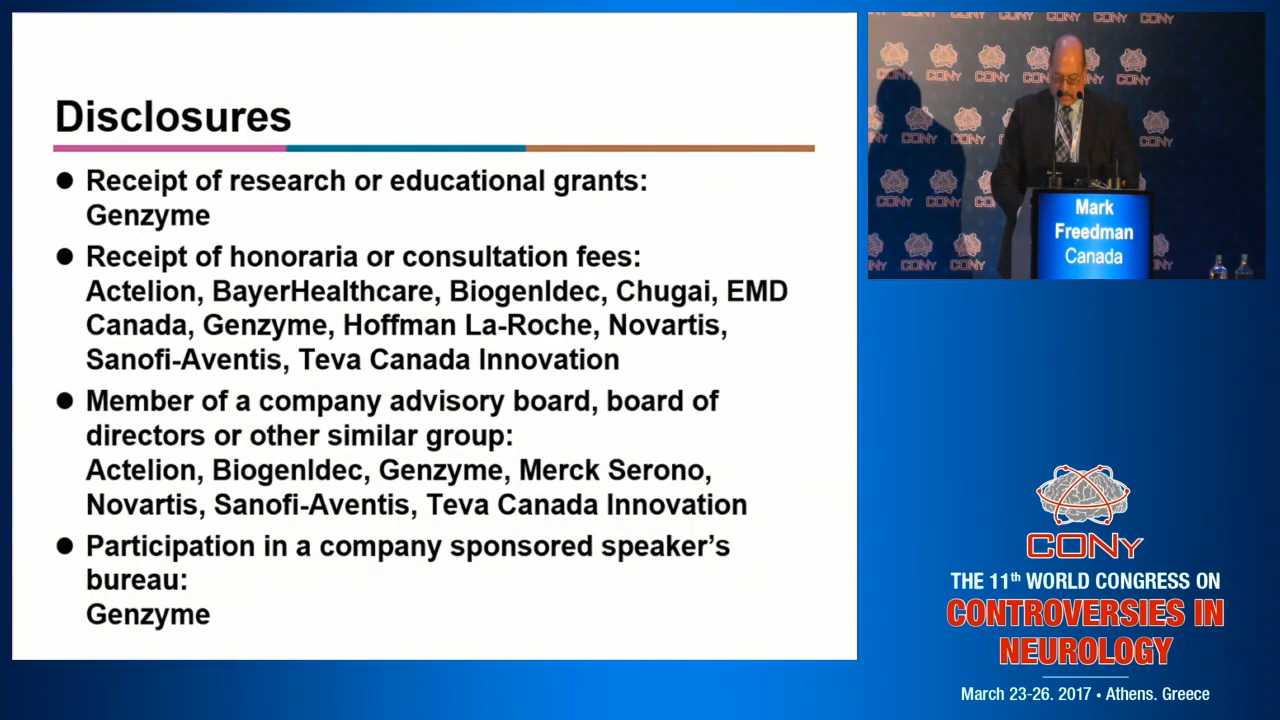 Disclosures
● Receipt of research or educational grants:
Genzyme
● Receipt of honoraria or consultation fees:
Actelion, BayerHealthcare, BiogenIdec, Chugai, EMD
Canada, Genzyme, Hoffman La-Roche, Novartis,
Sanofi-Aventis, Teva Canada Innovation
● Member of a company advisory board, board of
directors or other similar group:
Actelion, BiogenIdec, Genzyme, Merck Serono,
Novartis, Sanofi-Aventis, Teva Canada Innovation
● Participation in a company sponsored speaker’s
bureau:
Genzyme
CONy
Mark
Freedman
Canada
CONy
THE 11th WORLD CONGRESS ON
CONTROVERSIES IN
NEUROLOGY
March 23-26. 2017 • Athens. Greece